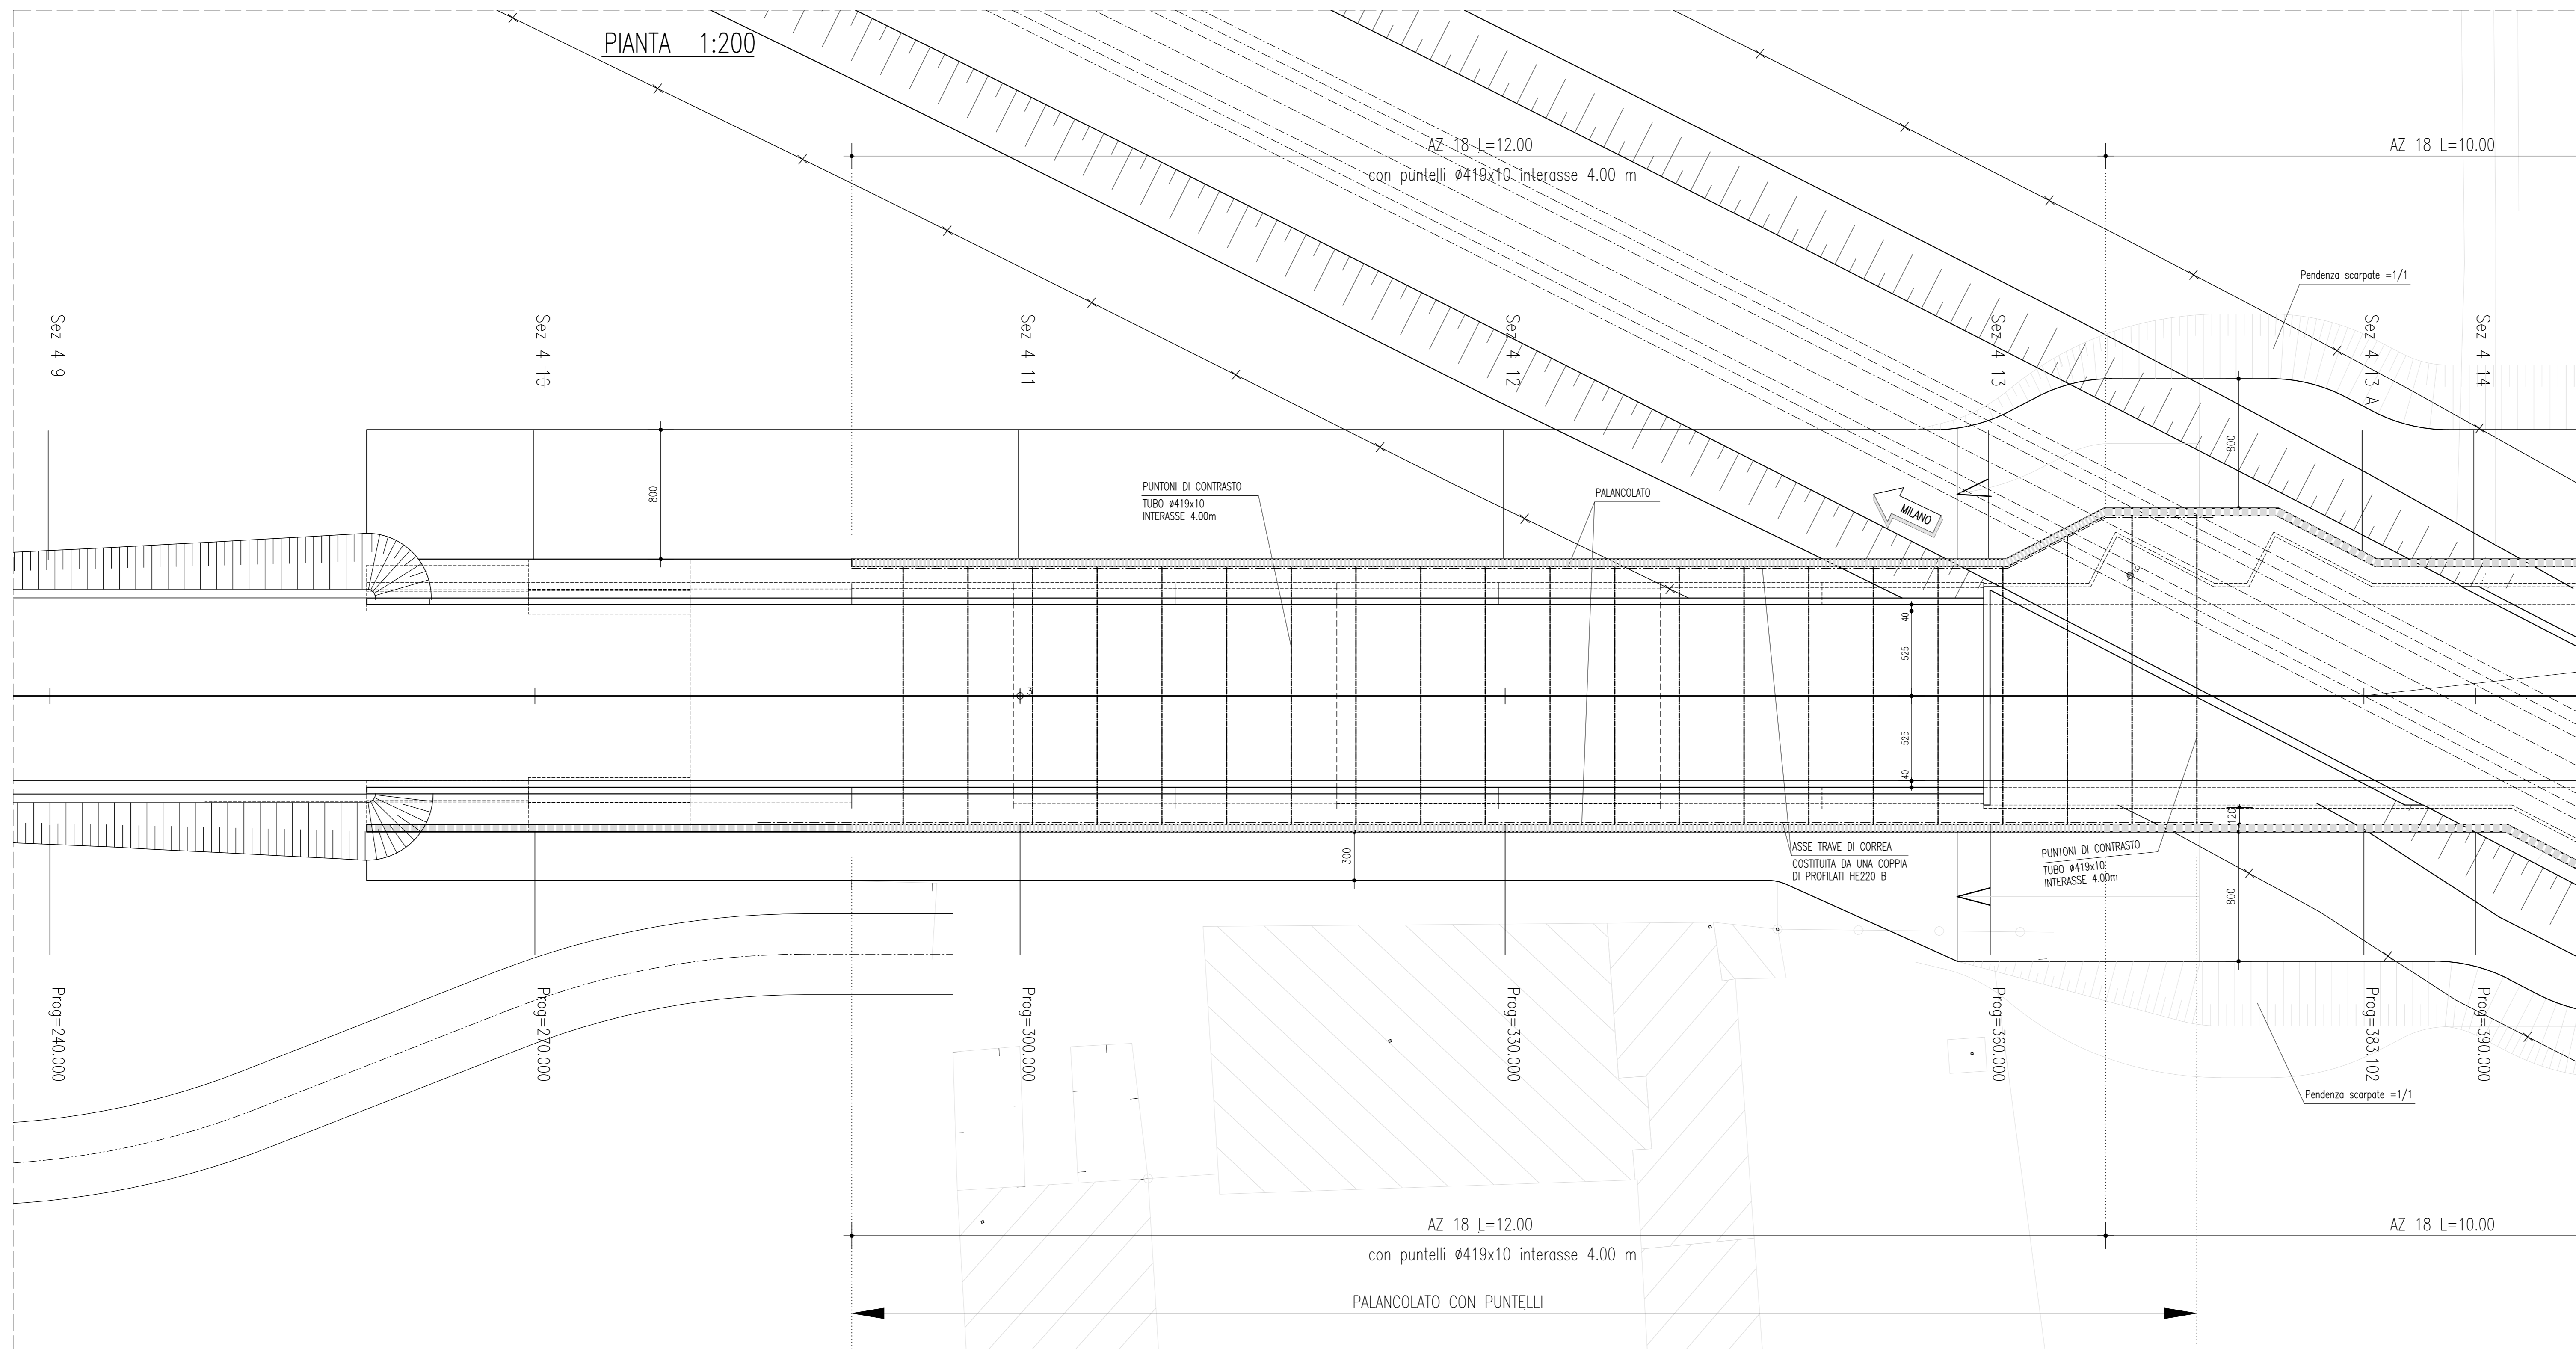 PIANTA 1:200
AZ 18 L=12.00
con puntelli ø419x10 interasse 4.00 m
AZ 18 L=10.00
Pendenza scarpate =1/1
Sez 4 9
Sez 4 10
Sez 4 11
Sez 4 12
Sez 4 13
Sez 4 13 A
Sez 4 14
800
800
PUNTONI DI CONTRASTO
TUBO ø419x10
INTERASSE 4.00m
PALANCOLATO
MILANO
9
40
525
3
525
40
120
300
ASSE TRAVE DI CORREA
COSTITUITA DA UNA COPPIA
DI PROFILATI HE220 B
PUNTONI DI CONTRASTO
TUBO ø419x10
INTERASSE 4.00m
800
Prog=240.000
Prog=270.000
Prog=300.000
Prog=330.000
Prog=360.000
Prog=383.102
Prog=390.000
Pendenza scarpate =1/1
AZ 18 L=12.00
con puntelli ø419x10 interasse 4.00 m
AZ 18 L=10.00
PALANCOLATO CON PUNTELLI